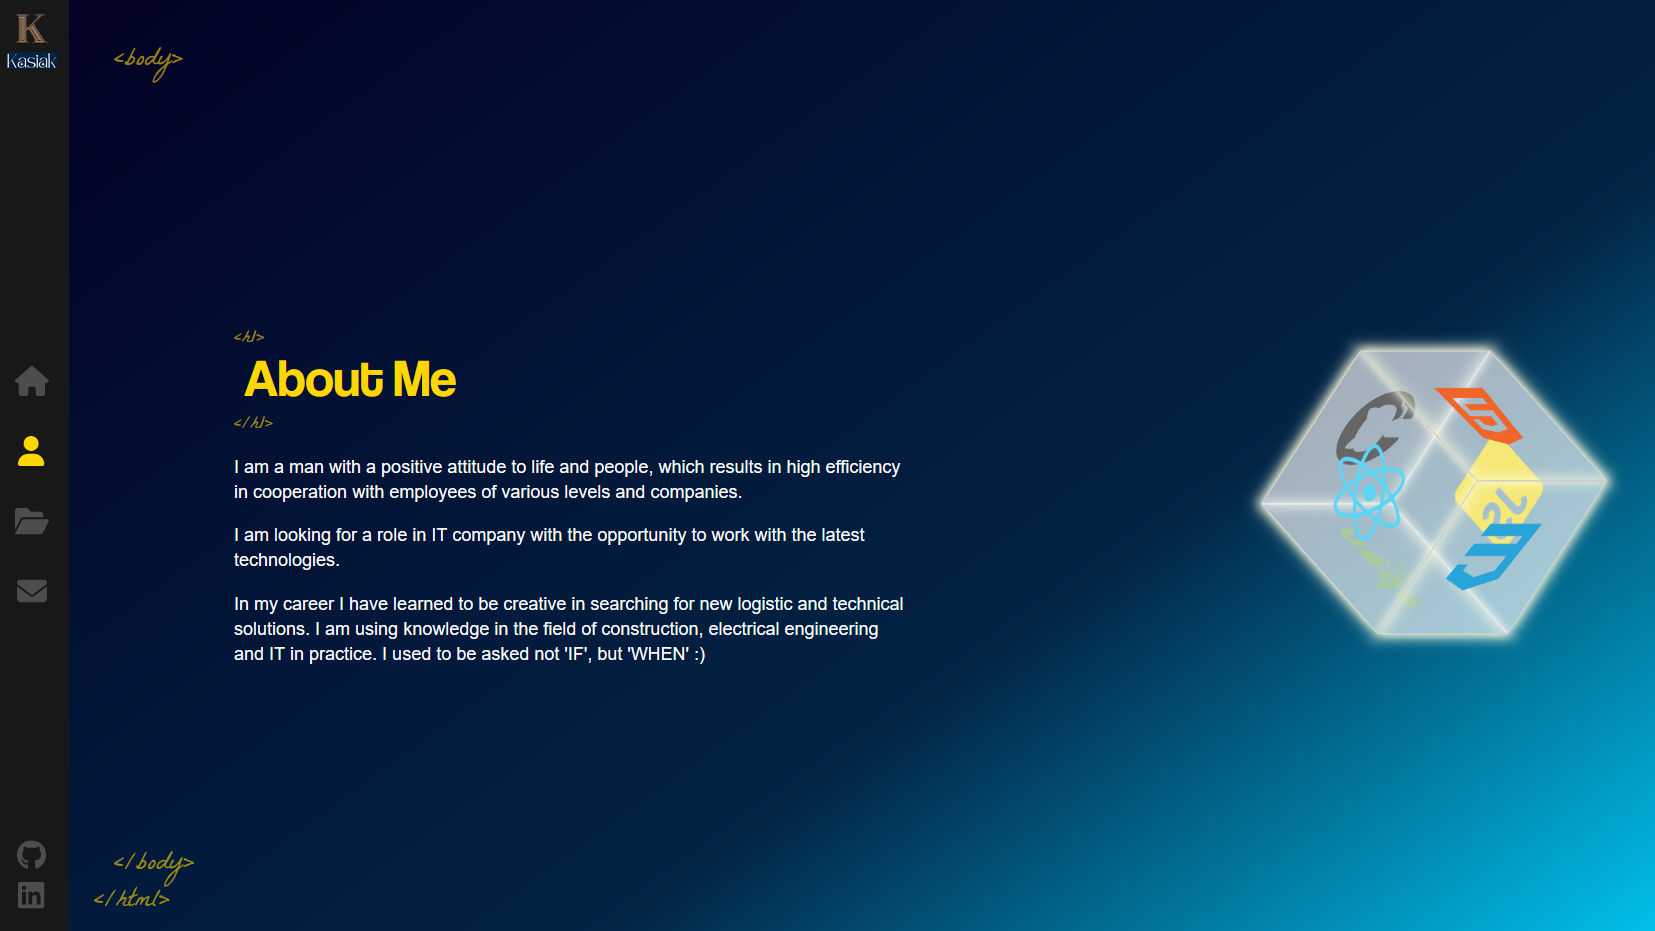 K
Kasiak
<body>
<h1>
About Me
</h1>
I am a man with a positive attitude to life and people, which results in high efficiency
in cooperation with employees of various levels and companies.
I am looking for a role in IT company with the opportunity to work with the latest
technologies.
In my career I have learned to be creative in searching for new logistic and technical
solutions. I am using knowledge in the field of construction, electrical engineering
and IT in practice. I used to be asked not 'IF', but 'WHEN' :)
JS
</body>
</html>
in